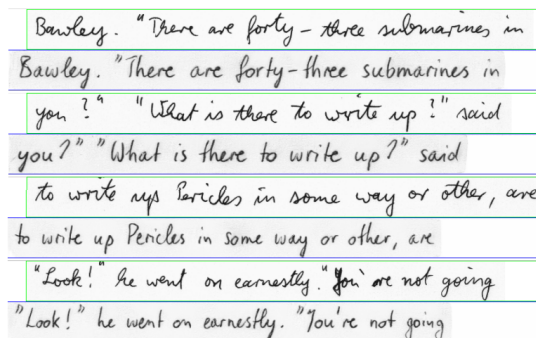 Bawley. "There are forty - three submarines in
Bawley. "There are forty-three submarines in
you?" "What is there to write up?" said
you?" "What is there to write up?" said
to write up Pericles in some way or other, are
to write up Pericles in some way or other, are
"Look!" he went on earnestly. "You're not going
"Look!" he went on earnestly. "You're not going